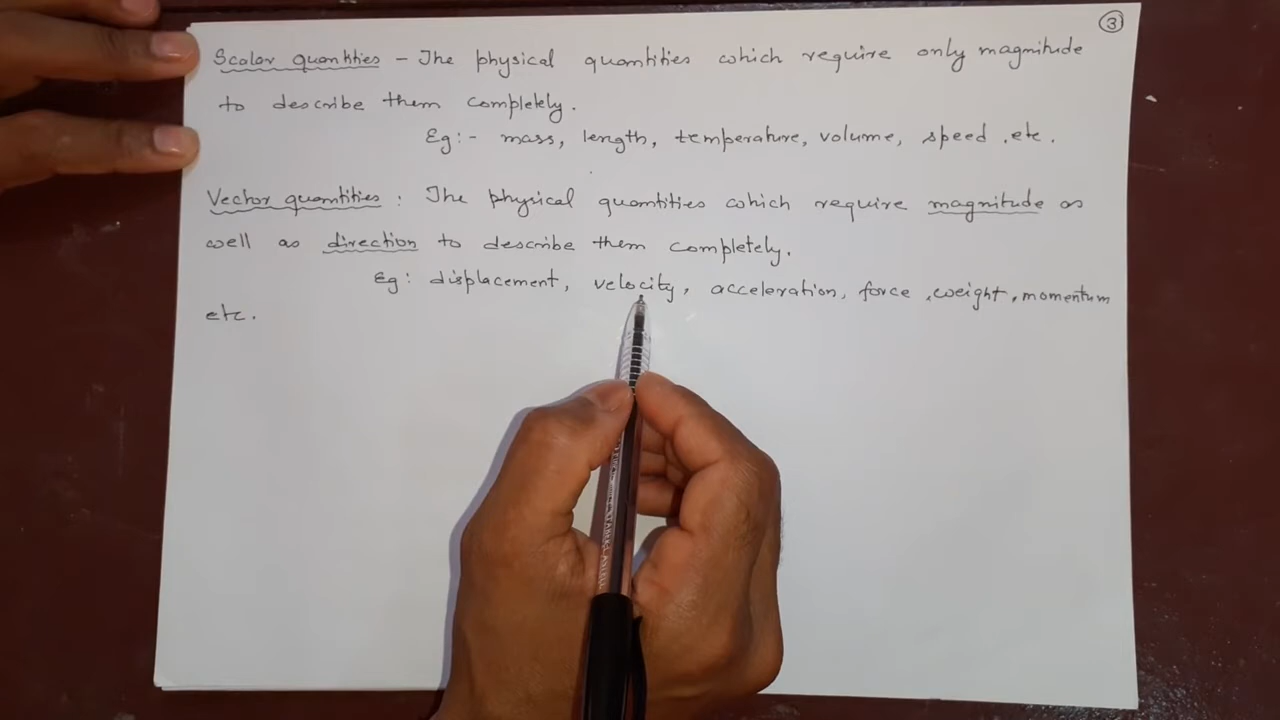 3
Scalar quantities – The physical quantities which require only magnitude
to describe them completely.
Eg:- mass, length, temperature, volume, speed, etc.
Vector quantities : The physical quantities which require magnitude as
well as direction to describe them completely.
Eg: displacement, velocity, acceleration, force, weight, momentum
etc.